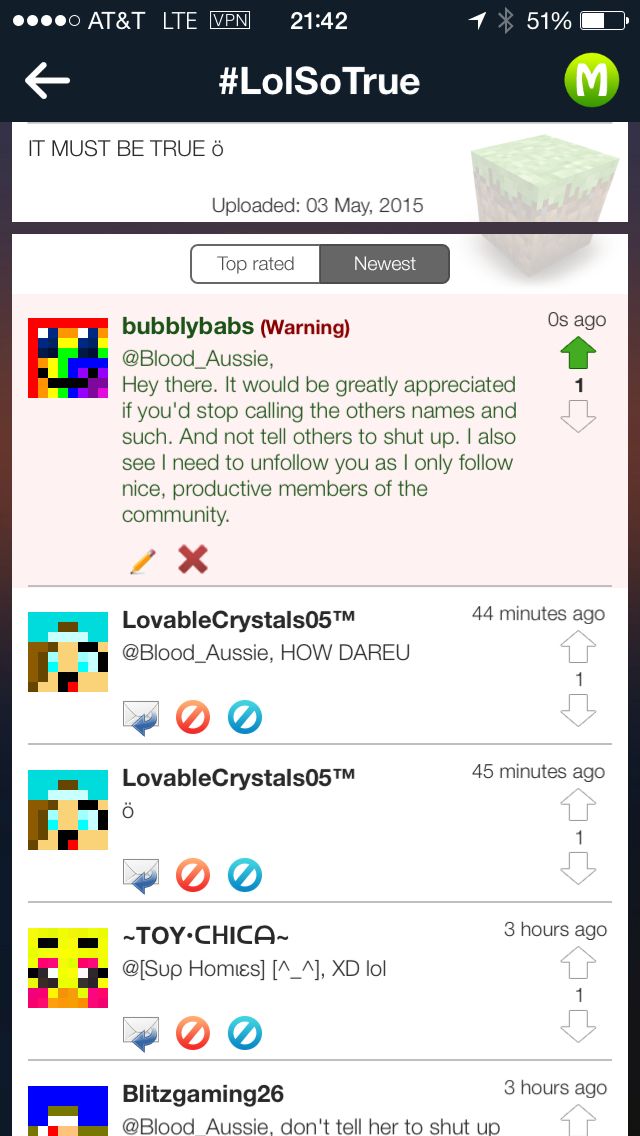 AT&T LTE VPN 21:42 51%
#LolSoTrue
M
IT MUST BE TRUE ö
Uploaded: 03 May, 2015
Top rated Newest
bubblybabs (Warning) 0s ago
@Blood_Aussie,
Hey there. It would be greatly appreciated
if you'd stop calling the others names and
such. And not tell others to shut up. I also
see I need to unfollow you as I only follow
nice, productive members of the
community.
1
LovableCrystals05™ 44 minutes ago
@Blood_Aussie, HOW DAREU
1
LovableCrystals05™ 45 minutes ago
ö
1
~TOY·ᑕHIᑕᗩ~ 3 hours ago
@[Sυρ Homιεs] [^_^], XD lol
1
Blitzgaming26 3 hours ago
@Blood_Aussie, don't tell her to shut up